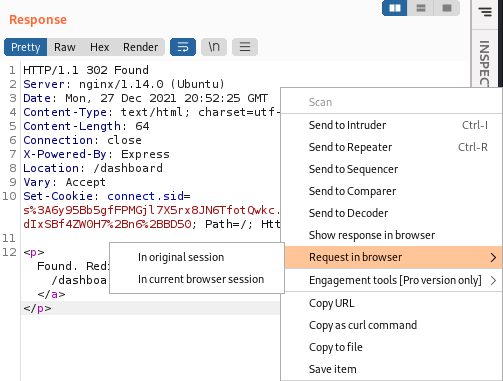 Response
Pretty Raw Hex Render \n
INSPEC
1 HTTP/1.1 302 Found
2 Server: nginx/1.14.0 (Ubuntu)
3 Date: Mon, 27 Dec 2021 20:52:25 GMT
4 Content-Type: text/html; charset=utf-
5 Content-Length: 64
6 Connection: close
7 X-Powered-By: Express
8 Location: /dashboard
9 Vary: Accept
10 Set-Cookie: connect.sid=
s%3A6y95Bb5gfFPMGjl7X5rx8JN6TfotQwkc.
dIxSBf4ZW0H7%2Bn6%2BBD50; Path=/; Htt
11
12 <p>
Found. Redi
/dashboa
</a>
</p>
Scan
Send to Intruder Ctrl-I
Send to Repeater Ctrl-R
Send to Sequencer
Send to Comparer
Send to Decoder
Show response in browser
Request in browser
Engagement tools [Pro version only]
Copy URL
Copy as curl command
Copy to file
Save item
In original session
In current browser session